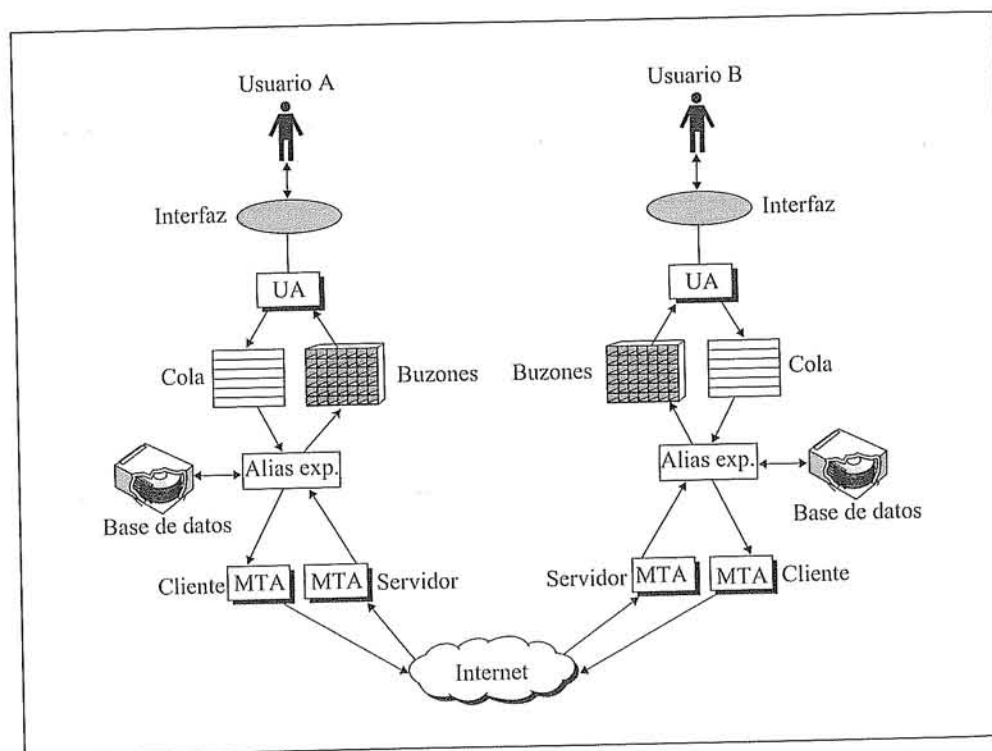 Usuario A
Usuario B
Interfaz
Interfaz
UA
UA
Cola
Buzones
Buzones
Cola
Alias exp.
Alias exp.
Base de datos
Base de datos
Cliente
MTA
MTA
Servidor
Servidor
MTA
MTA
Cliente
Internet